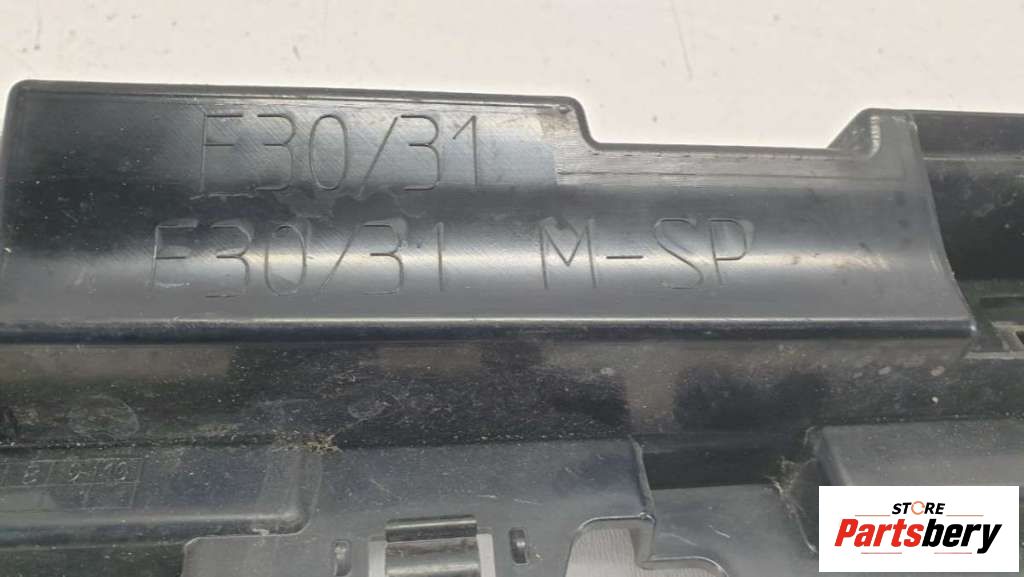 F30/31
F30/31 M-SP
STORE
Partsbery